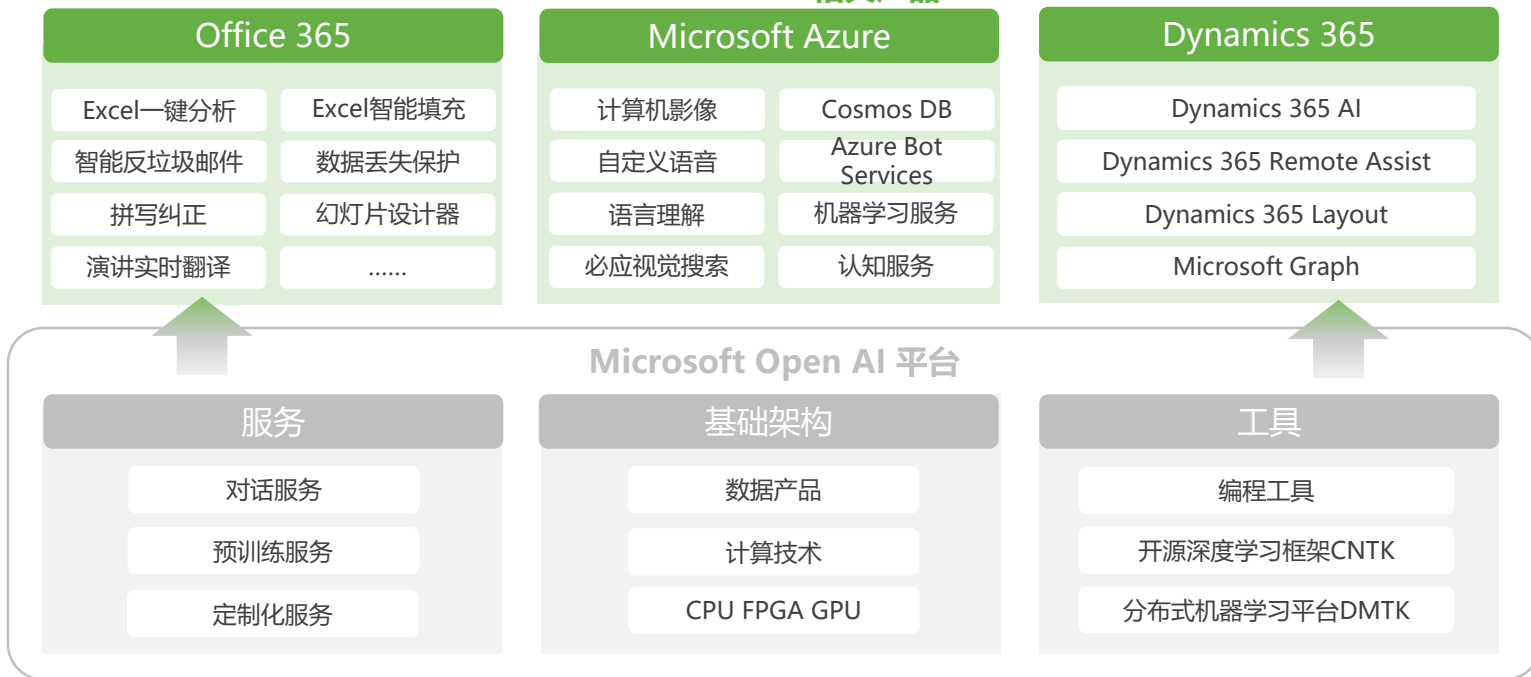 Office 365
Microsoft Azure
Dynamics 365
Excel一键分析
Excel智能填充
智能反垃圾邮件
数据丢失保护
拼写纠正
幻灯片设计器
演讲实时翻译
……
计算机影像
Cosmos DB
自定义语音
Azure Bot
Services
语言理解
机器学习服务
必应视觉搜索
认知服务
Dynamics 365 AI
Dynamics 365 Remote Assist
Dynamics 365 Layout
Microsoft Graph
Microsoft Open AI 平台
服务
对话服务
预训练服务
定制化服务
基础架构
数据产品
计算技术
CPU FPGA GPU
工具
编程工具
开源深度学习框架CNTK
分布式机器学习平台DMTK